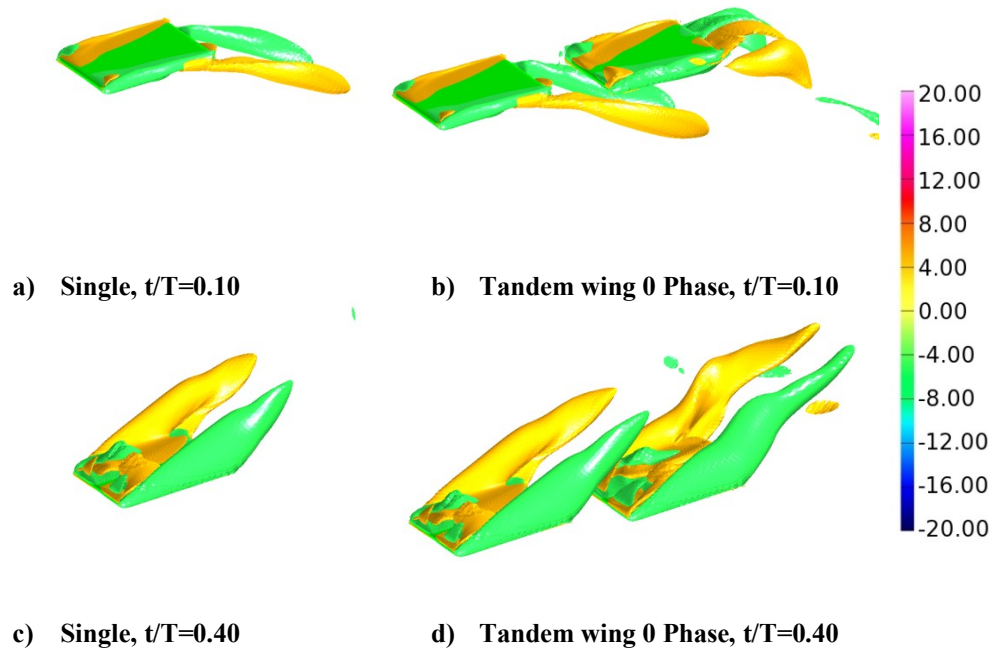 20.00
16.00
12.00
8.00
4.00
0.00
-4.00
-8.00
-12.00
-16.00
-20.00
a) Single, t/T=0.10
b) Tandem wing 0 Phase, t/T=0.10
c) Single, t/T=0.40
d) Tandem wing 0 Phase, t/T=0.40